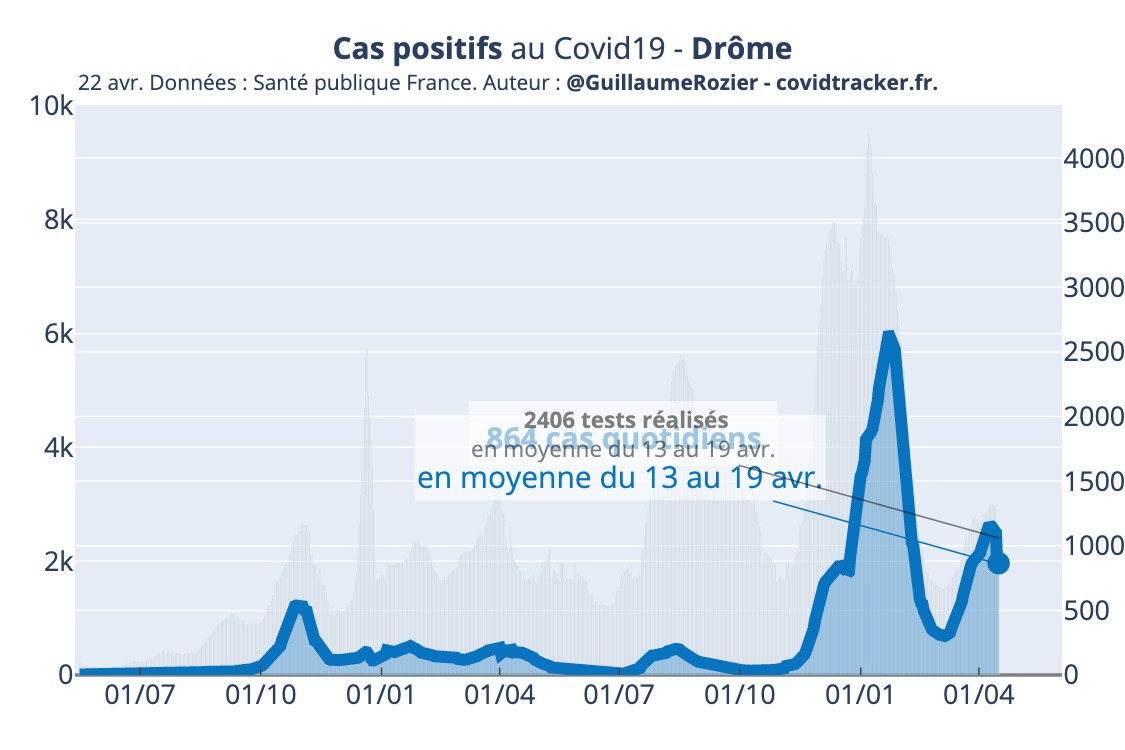 Cas positifs au Covid19 - Drôme
22 avr. Données : Santé publique France. Auteur : @GuillaumeRozier - covidtracker.fr.
10k
8k
6k
4k
2k
0
4000
3500
3000
2500
2000
1500
1000
500
0
2406 tests réalisés
en moyenne du 13 au 19 avr.
864 cas quotidiens
en moyenne du 13 au 19 avr.
01/07 01/10 01/01 01/04 01/07 01/10 01/01 01/04